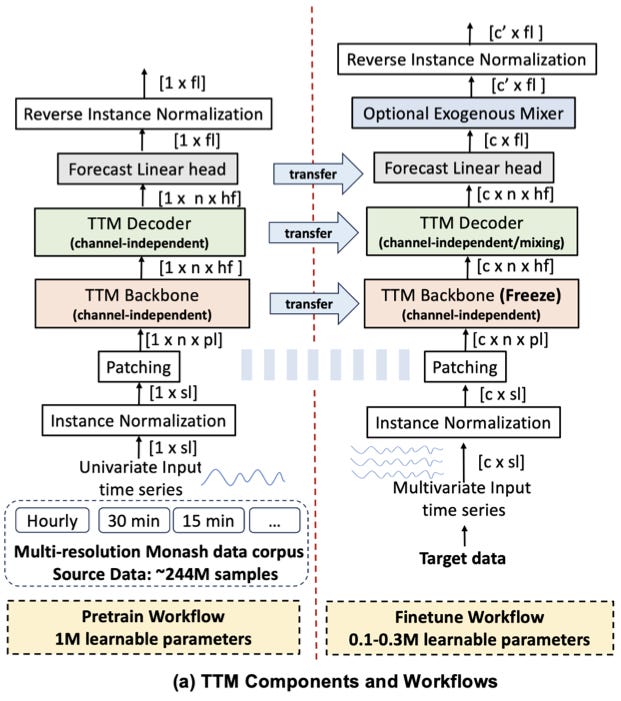 [1 x fl]
Reverse Instance Normalization
[1 x fl]
Forecast Linear head
[1 x n x hf]
TTM Decoder
(channel-independent)
[1 x n x hf ]
TTM Backbone
(channel-independent)
[1 x n x pl]
Patching
[1 x sl]
Instance Normalization
[1 x sl]
Univariate Input
time series
Hourly
30 min
15 min
...
Multi-resolution Monash data corpus
Source Data: ~244M samples
Pretrain Workflow
1M learnable parameters
transfer
transfer
transfer
[c' x fl ]
Reverse Instance Normalization
[c' x fl ]
Optional Exogenous Mixer
[c x fl]
Forecast Linear head
[c x n x hf]
TTM Decoder
(channel-independent/mixing)
[c x n x hf]
TTM Backbone (Freeze)
(channel-independent)
[c x n x pl]
Patching
[c x sl]
Instance Normalization
[c x sl]
Multivariate Input
time series
Target data
Finetune Workflow
0.1-0.3M learnable parameters
(a) TTM Components and Workflows